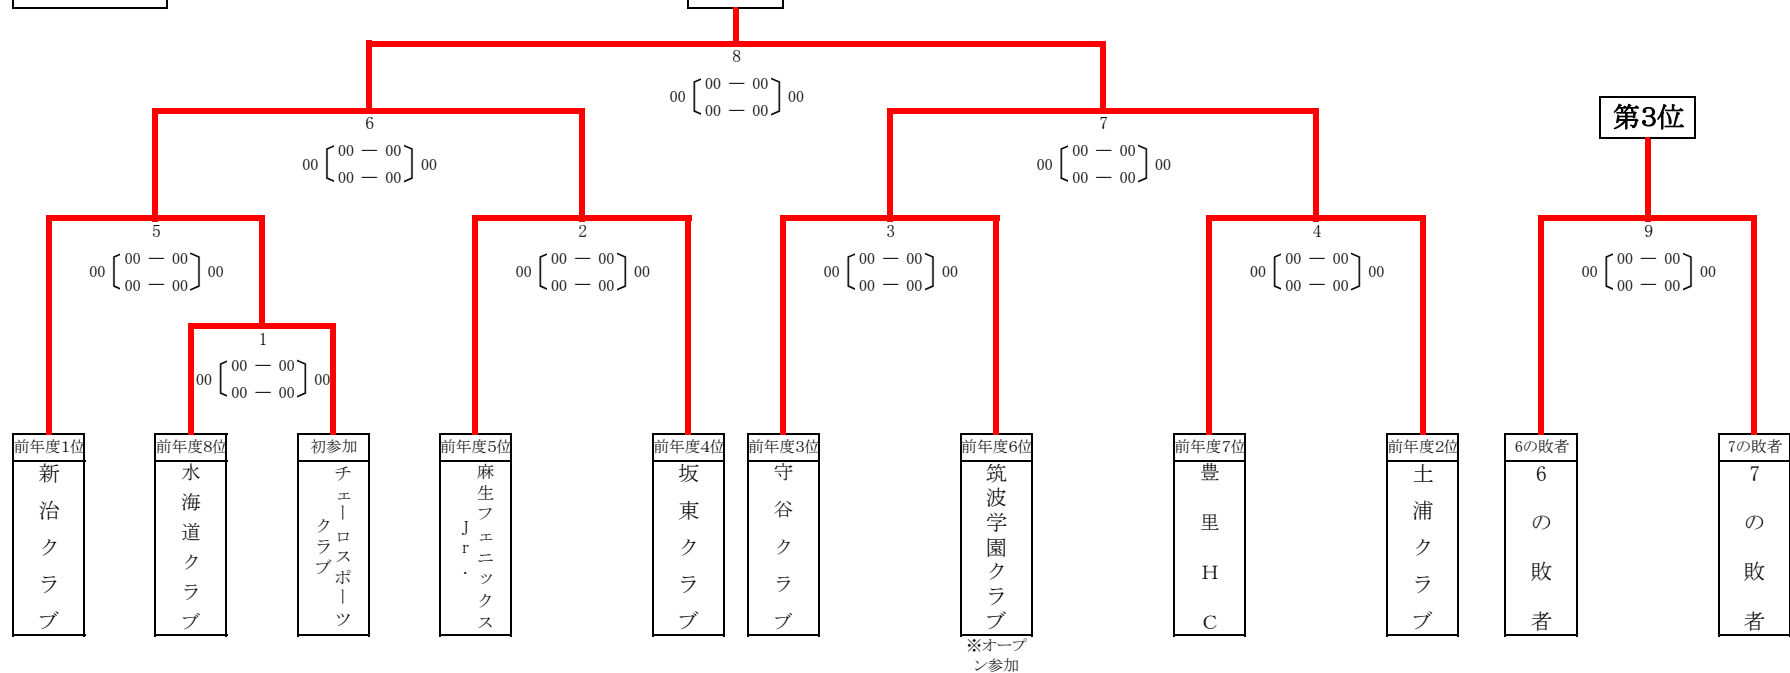 8
00 〔 00 ― 00 〕 00
00 ― 00
6
00 〔 00 ― 00 〕 00
00 ― 00
7
00 〔 00 ― 00 〕 00
00 ― 00
第3位
5
00 〔 00 ― 00 〕 00
00 ― 00
2
00 〔 00 ― 00 〕 00
00 ― 00
3
00 〔 00 ― 00 〕 00
00 ― 00
4
00 〔 00 ― 00 〕 00
00 ― 00
9
00 〔 00 ― 00 〕 00
00 ― 00
1
00 〔 00 ― 00 〕 00
00 ― 00
前年度1位
新治クラブ
前年度8位
水海道クラブ
初参加
チェーロスポーツ
クラブ
前年度5位
麻生フェニックス
Jr.
前年度4位
坂東クラブ
前年度3位
守谷クラブ
前年度6位
筑波学園クラブ
※オープ
ン参加
前年度7位
豊里HC
前年度2位
土浦クラブ
6の敗者
6の敗者
7の敗者
7の敗者